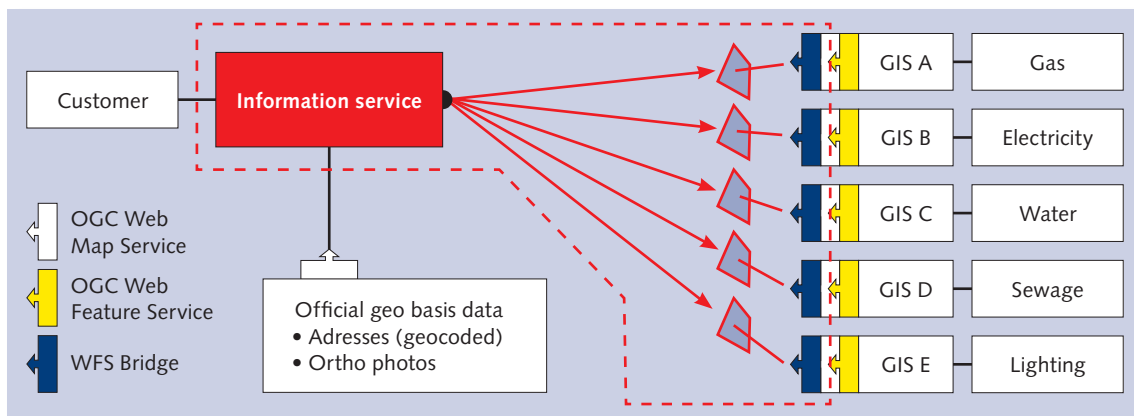 Customer
Information service
GIS A
Gas
GIS B
Electricity
GIS C
Water
GIS D
Sewage
GIS E
Lighting
OGC Web
Map Service
OGC Web
Feature Service
WFS Bridge
Official geo basis data
• Adresses (geocoded)
• Ortho photos